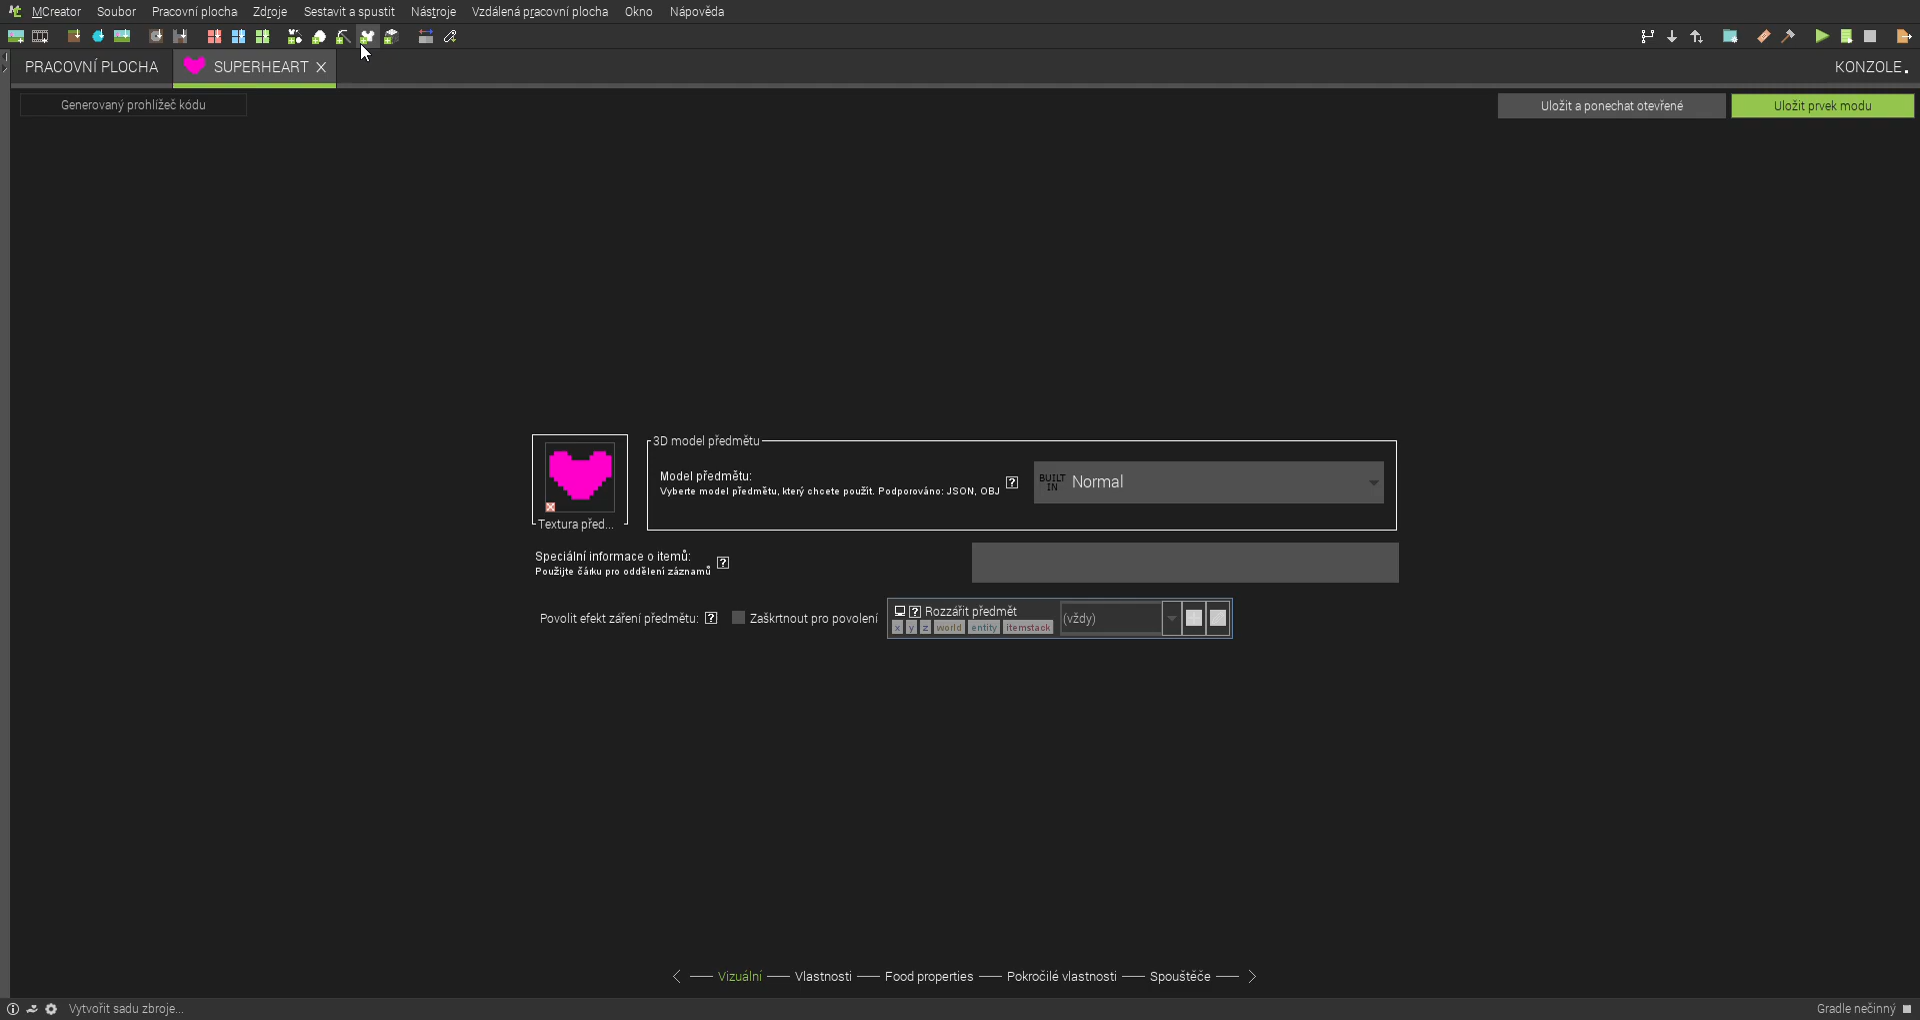 MCreator Soubor Pracovní plocha Zdroje Sestavit a spustit Nástroje Vzdálená pracovní plocha Okno Nápověda
PRACOVNÍ PLOCHA SUPERHEART KONZOLE
Generovaný prohlížeč kódu Uložit a ponechat otevřené Uložit prvek modu
3D model předmětu
Model předmětu:
Vyberte model předmětu, který chcete použít. Podporováno: JSON, OBJ
BUILT IN Normal
Textura před...
Speciální informace o itemů:
Použijte čárku pro oddělení záznamů
Povolit efekt záření předmětu: Zaškrtnout pro povolení Rozzářit předmět (vždy)
x y z world entity itemstack
Vizuální Vlastnosti Food properties Pokročilé vlastnosti Spouštěče
Vytvořit sadu zbroje... Gradle nečinný